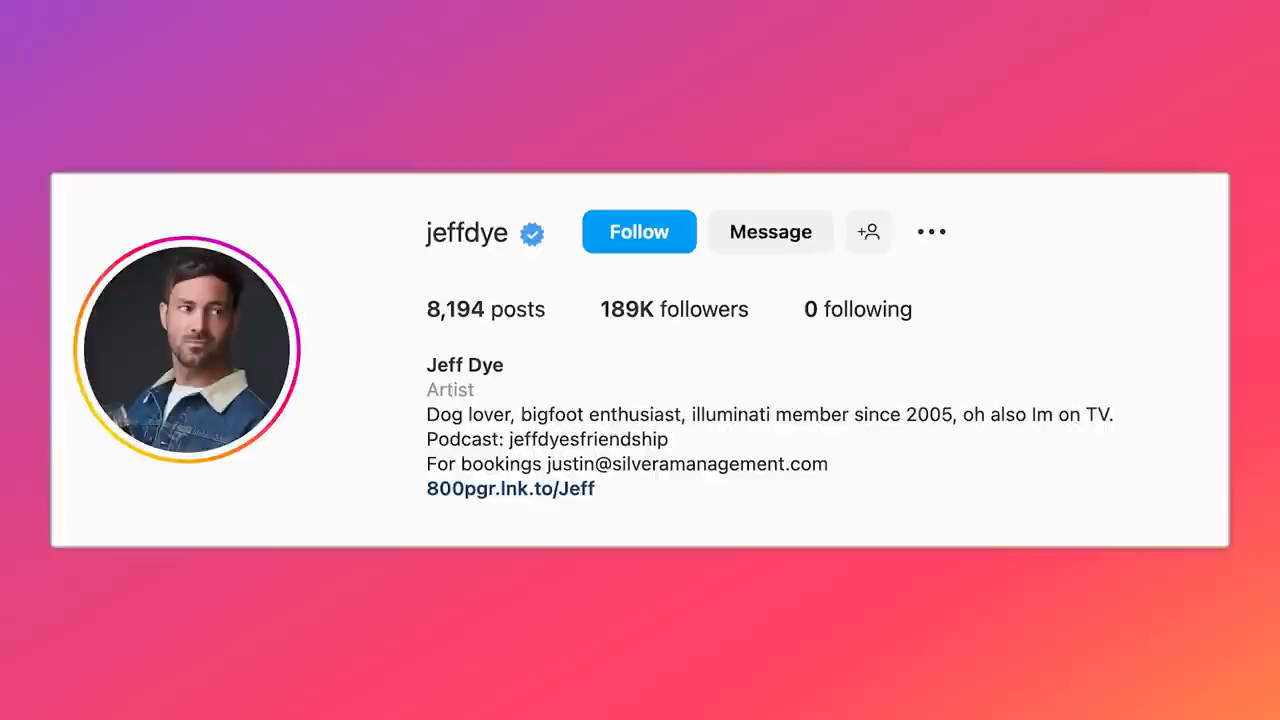 jeffdye
Follow
Message
8,194 posts
189K followers
0 following
Jeff Dye
Artist
Dog lover, bigfoot enthusiast, illuminati member since 2005, oh also Im on TV.
Podcast: jeffdyesfriendship
For bookings justin@silveramanagement.com
800pgr.lnk.to/Jeff